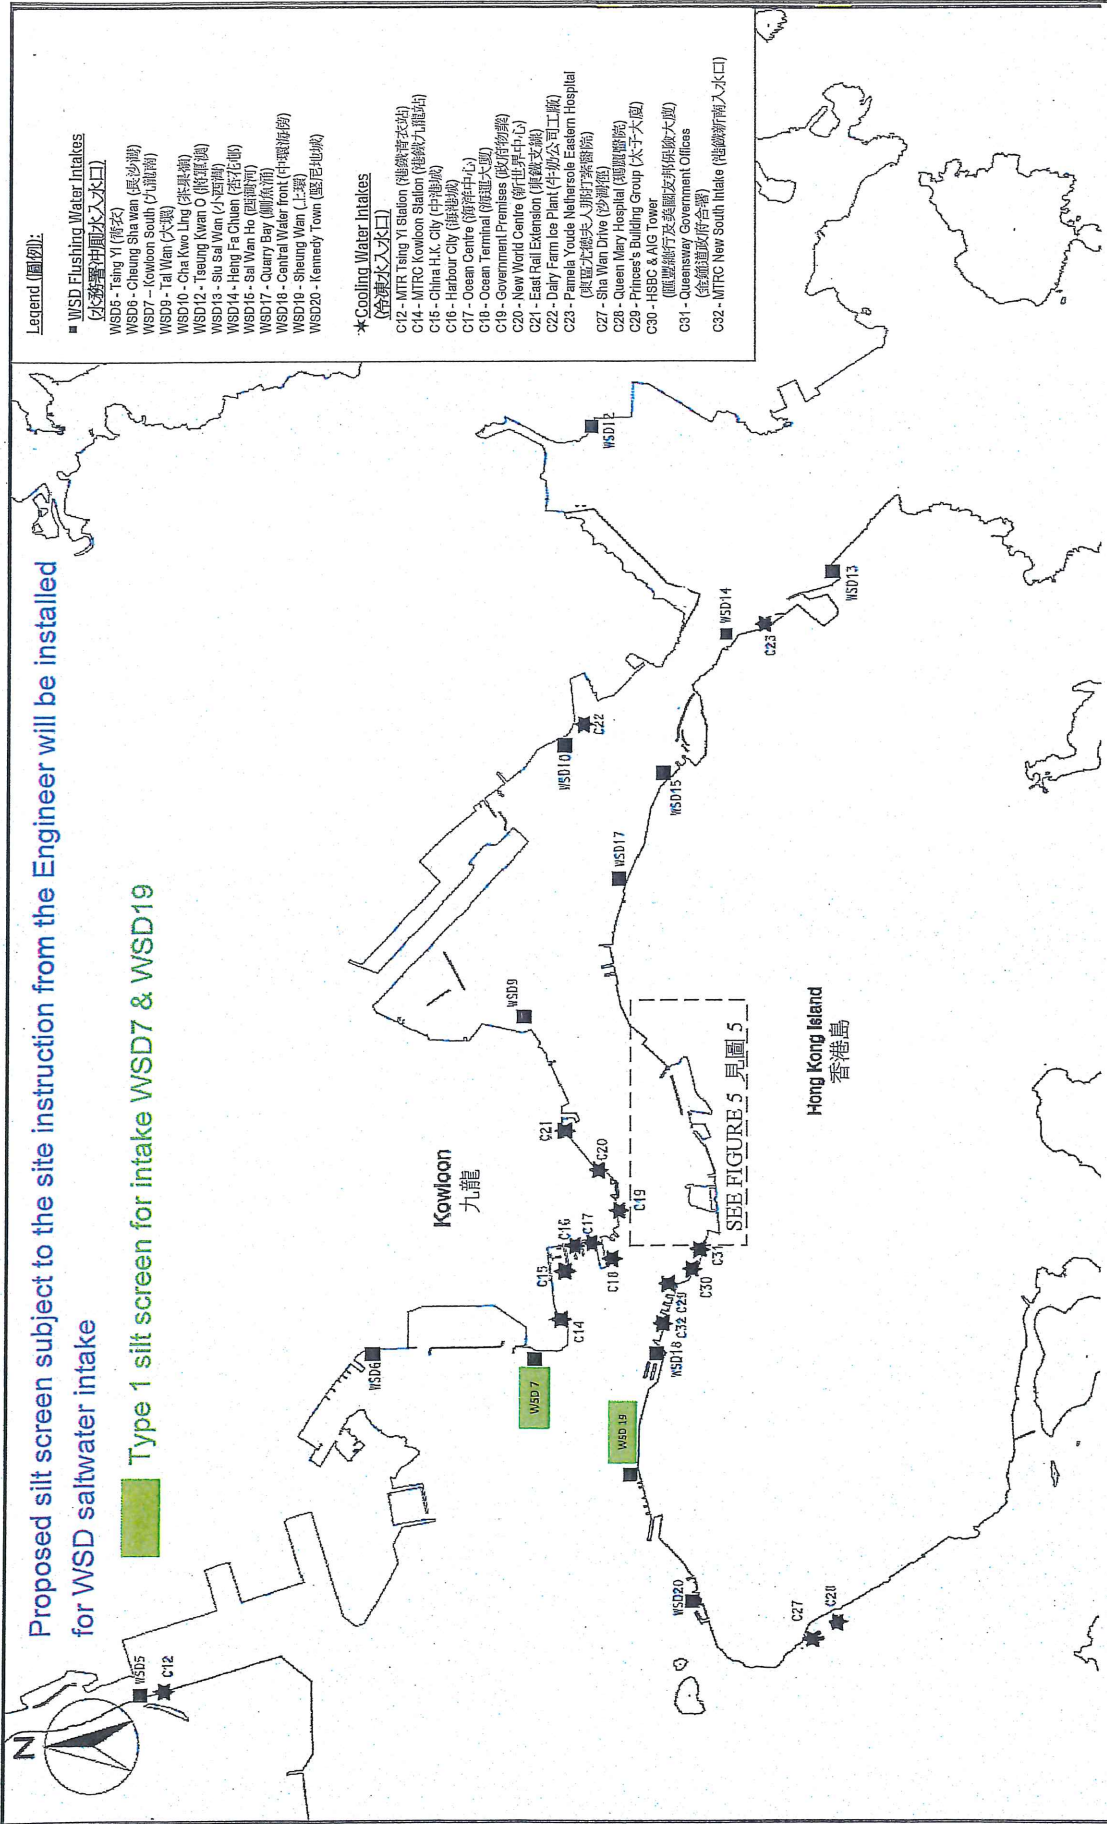 Proposed silt screen subject to the site instruction from the Engineer will be installed
for WSD saltwater intake
Type 1 silt screen for intake WSD7 & WSD19
N
Legend (圖例):
■ WSD Flushing Water Intakes
(水務署沖廁水入水口)
WSD5 - Tsing Yi (青衣)
WSD6 - Cheung Sha wan (長沙灣)
WSD7 – Kowloon South (九龍南)
WSD9 - Tai Wan (大環)
WSD10 - Cha Kwo Ling (茶果嶺)
WSD12 - Tseung Kwan O (將軍澳)
WSD13 - Siu Sai Wan (小西灣)
WSD14 - Heng Fa Chuen (杏花邨)
WSD15 - Sai Wan Ho (西灣河)
WSD17 - Quarry Bay (鰂魚涌)
WSD18 - Central Water front (中環海傍)
WSD19 - Sheung Wan (上環)
WSD20 - Kennedy Town (堅尼地城)
★Cooling Water Intakes
(冷凍水入水口)
C12 - MTR Tsing Yi Station (港鐵青衣站)
C14 - MTRC Kowloon Station (港鐵九龍站)
C15 - China H.K. City (中港城)
C16 - Harbour City (海港城)
C17 - Ocean Centre (海洋中心)
C18 - Ocean Terminal (海運大廈)
C19 - Government Premises (政府物業)
C20 - New World Centre (新世界中心)
C21 - East Rail Extension (東鐵支線)
C22 - Dairy Farm Ice Plant (牛奶公司工廠)
C23 - Pamela Youde Nethersole Eastern Hospital
(東區尤德夫人那打素醫院)
C27 - Sha Wan Drive (沙灣徑)
C28 - Queen Mary Hospital (瑪麗醫院)
C29 - Princes's Building Group (太子大廈)
C30 - HSBC & AIG Tower
(匯豐總行及美國友邦保險大廈)
C31 - Queensway Government Offices
(金鐘道政府合署)
C32 - MTRC New South Intake (港鐵新南入水口)
WSD5
C12
WSD6
WSD 7
C14
C15
C16
C17
C18
C19
C20
C21
WSD9
WSD10
C22
WSD12
Kowloon
九龍
WSD 19
WSD18
C32
C29
C30
C31
SEE FIGURE 5 見圖 5
WSD17
WSD15
WSD14
C23
WSD13
WSD20
C27
C28
Hong Kong Island
香港島